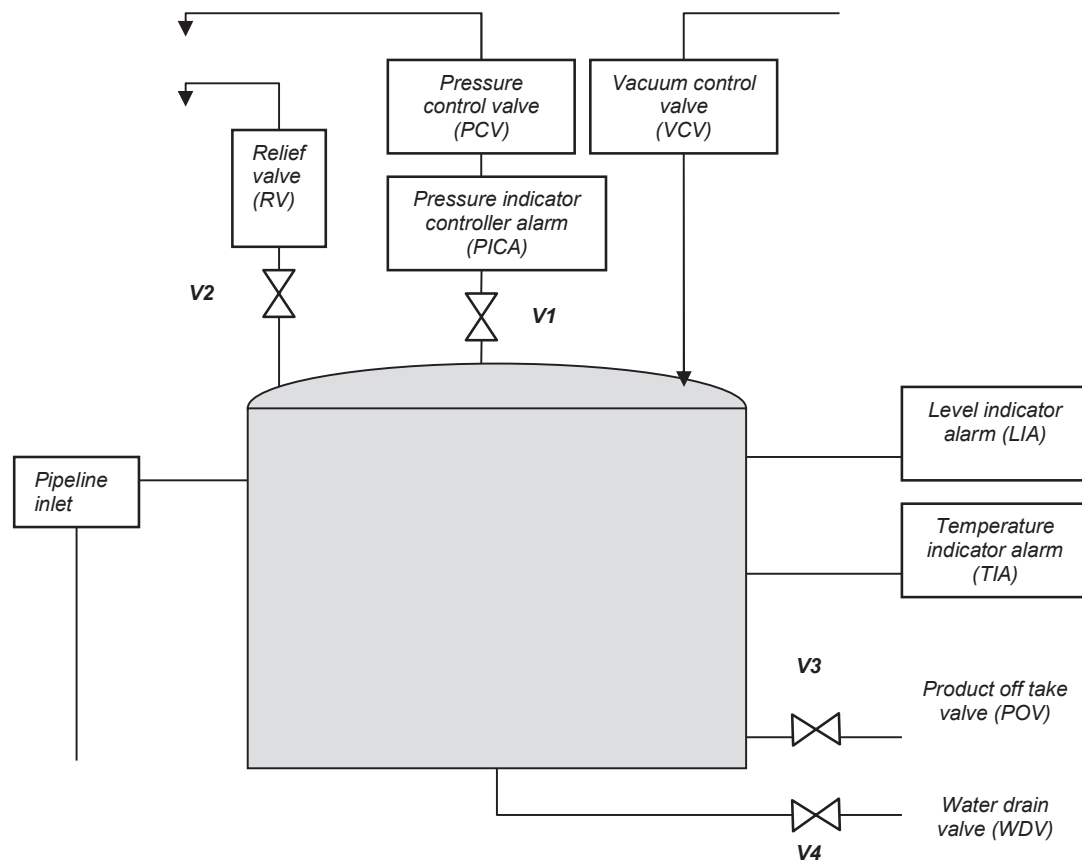 Pressure
control valve
(PCV)
Vacuum control
valve
(VCV)
Relief
valve
(RV)
Pressure indicator
controller alarm
(PICA)
V2
V1
Level indicator
alarm (LIA)
Pipeline
inlet
Temperature
indicator alarm
(TIA)
V3
Product off take
valve (POV)
Water drain
valve (WDV)
V4